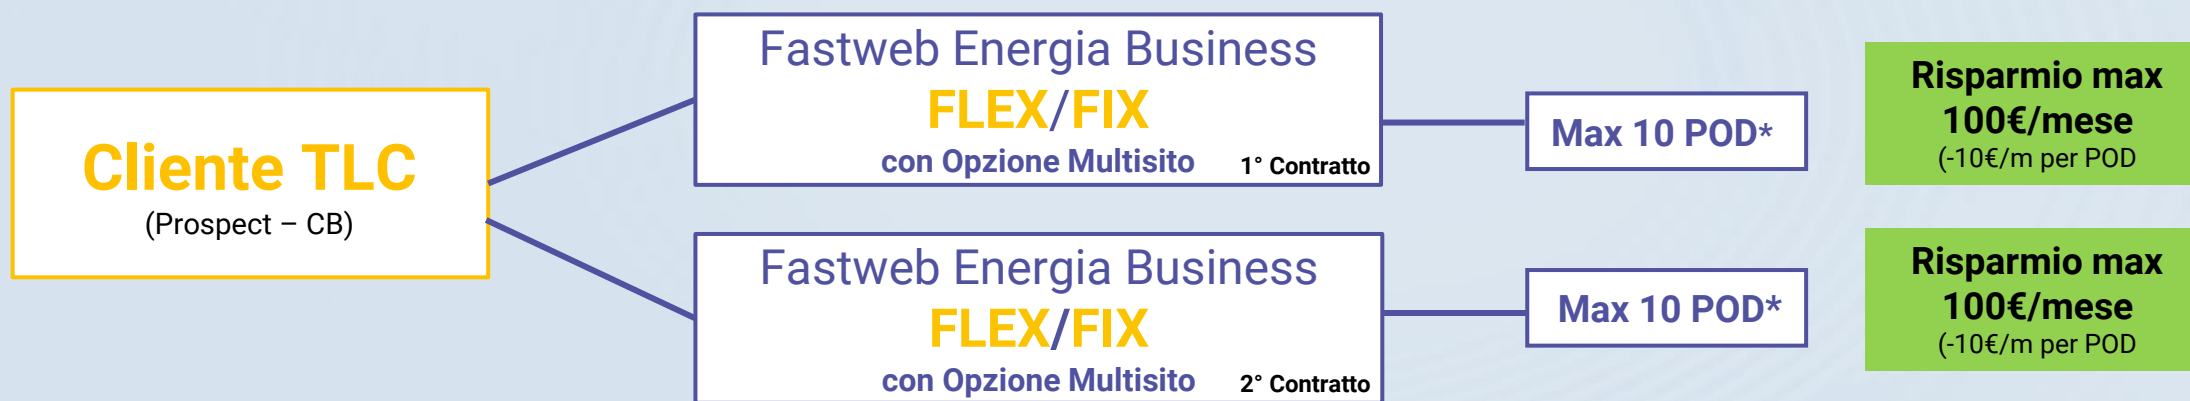 Cliente TLC
(Prospect – CB)
Fastweb Energia Business
FLEX/FIX
con Opzione Multisito
1° Contratto
Max 10 POD*
Risparmio max
100€/mese
(-10€/m per POD
Fastweb Energia Business
FLEX/FIX
con Opzione Multisito
2° Contratto
Max 10 POD*
Risparmio max
100€/mese
(-10€/m per POD